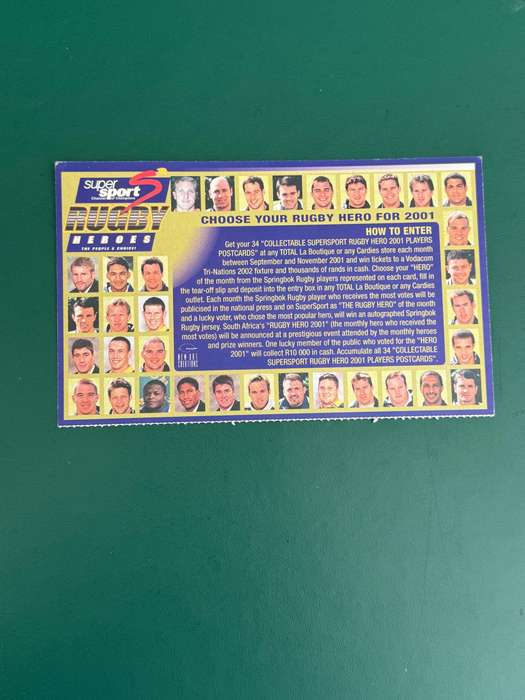 super
sport
Channel of Champions
RUGBY
HEROES
THE PEOPLE'S CHOICE!
CHOOSE YOUR RUGBY HERO FOR 2001
HOW TO ENTER
Get your 34 "COLLECTABLE SUPERSPORT RUGBY HERO 2001 PLAYERS
POSTCARDS" at any TOTAL La Boutique or any Cardies store each month
between September and November 2001 and win tickets to a Vodacom
Tri-Nations 2002 fixture and thousands of rands in cash. Choose your "HERO"
of the month from the Springbok Rugby players represented on each card, fill in
the tear-off slip and deposit into the entry box in any TOTAL La Boutique or any Cardies
outlet. Each month the Springbok Rugby player who receives the most votes will be
publicised in the national press and on SuperSport as "THE RUGBY HERO" of the month
and a lucky voter, who chose the most popular hero, will win an autographed Springbok
Rugby jersey. South Africa's "RUGBY HERO 2001" (the monthly hero who received the
most votes) will be announced at a prestigious event attended by the monthly heroes
and prize winners. One lucky member of the public who voted for the "HERO
2001" will collect R10 000 in cash. Accumulate all 34 "COLLECTABLE
SUPERSPORT RUGBY HERO 2001 PLAYERS POSTCARDS".
NEW ART
CREATIONS